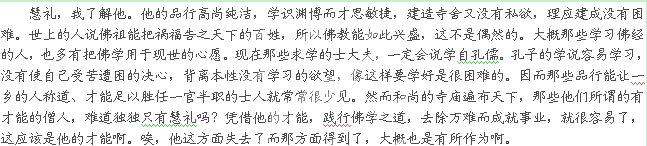 慧礼，我了解他。他的品行高尚纯洁，学识渊博而才思敏捷，建造寺舍又没有私欲，理应建成没有困
难。世上的人说佛祖能把祸福告之天下的百姓，所以佛教能如此兴盛，这不是偶然的。大概那些学习佛经
的人，也多有把佛学用于现世的心愿。现在那些求学的士大夫，一定会说学自孔儒。孔子的学说容易学习，
没有使自己受苦遭困的决心，背离本性没有学习的欲望，像这样要学好是很困难的。因而那些品行能让一
乡的人称道、才能足以胜任一官半职的士人就常常很少见。然而和尚的寺庙遍布天下，那些他们所谓的有
才能的僧人，难道独独只有慧礼吗？凭借他的才能，践行佛学之道，去除万难而成就事业，就很容易了，
这应该是他的才能啊。唉，他这方面失去了而那方面得到了，大概也是有所作为啊。